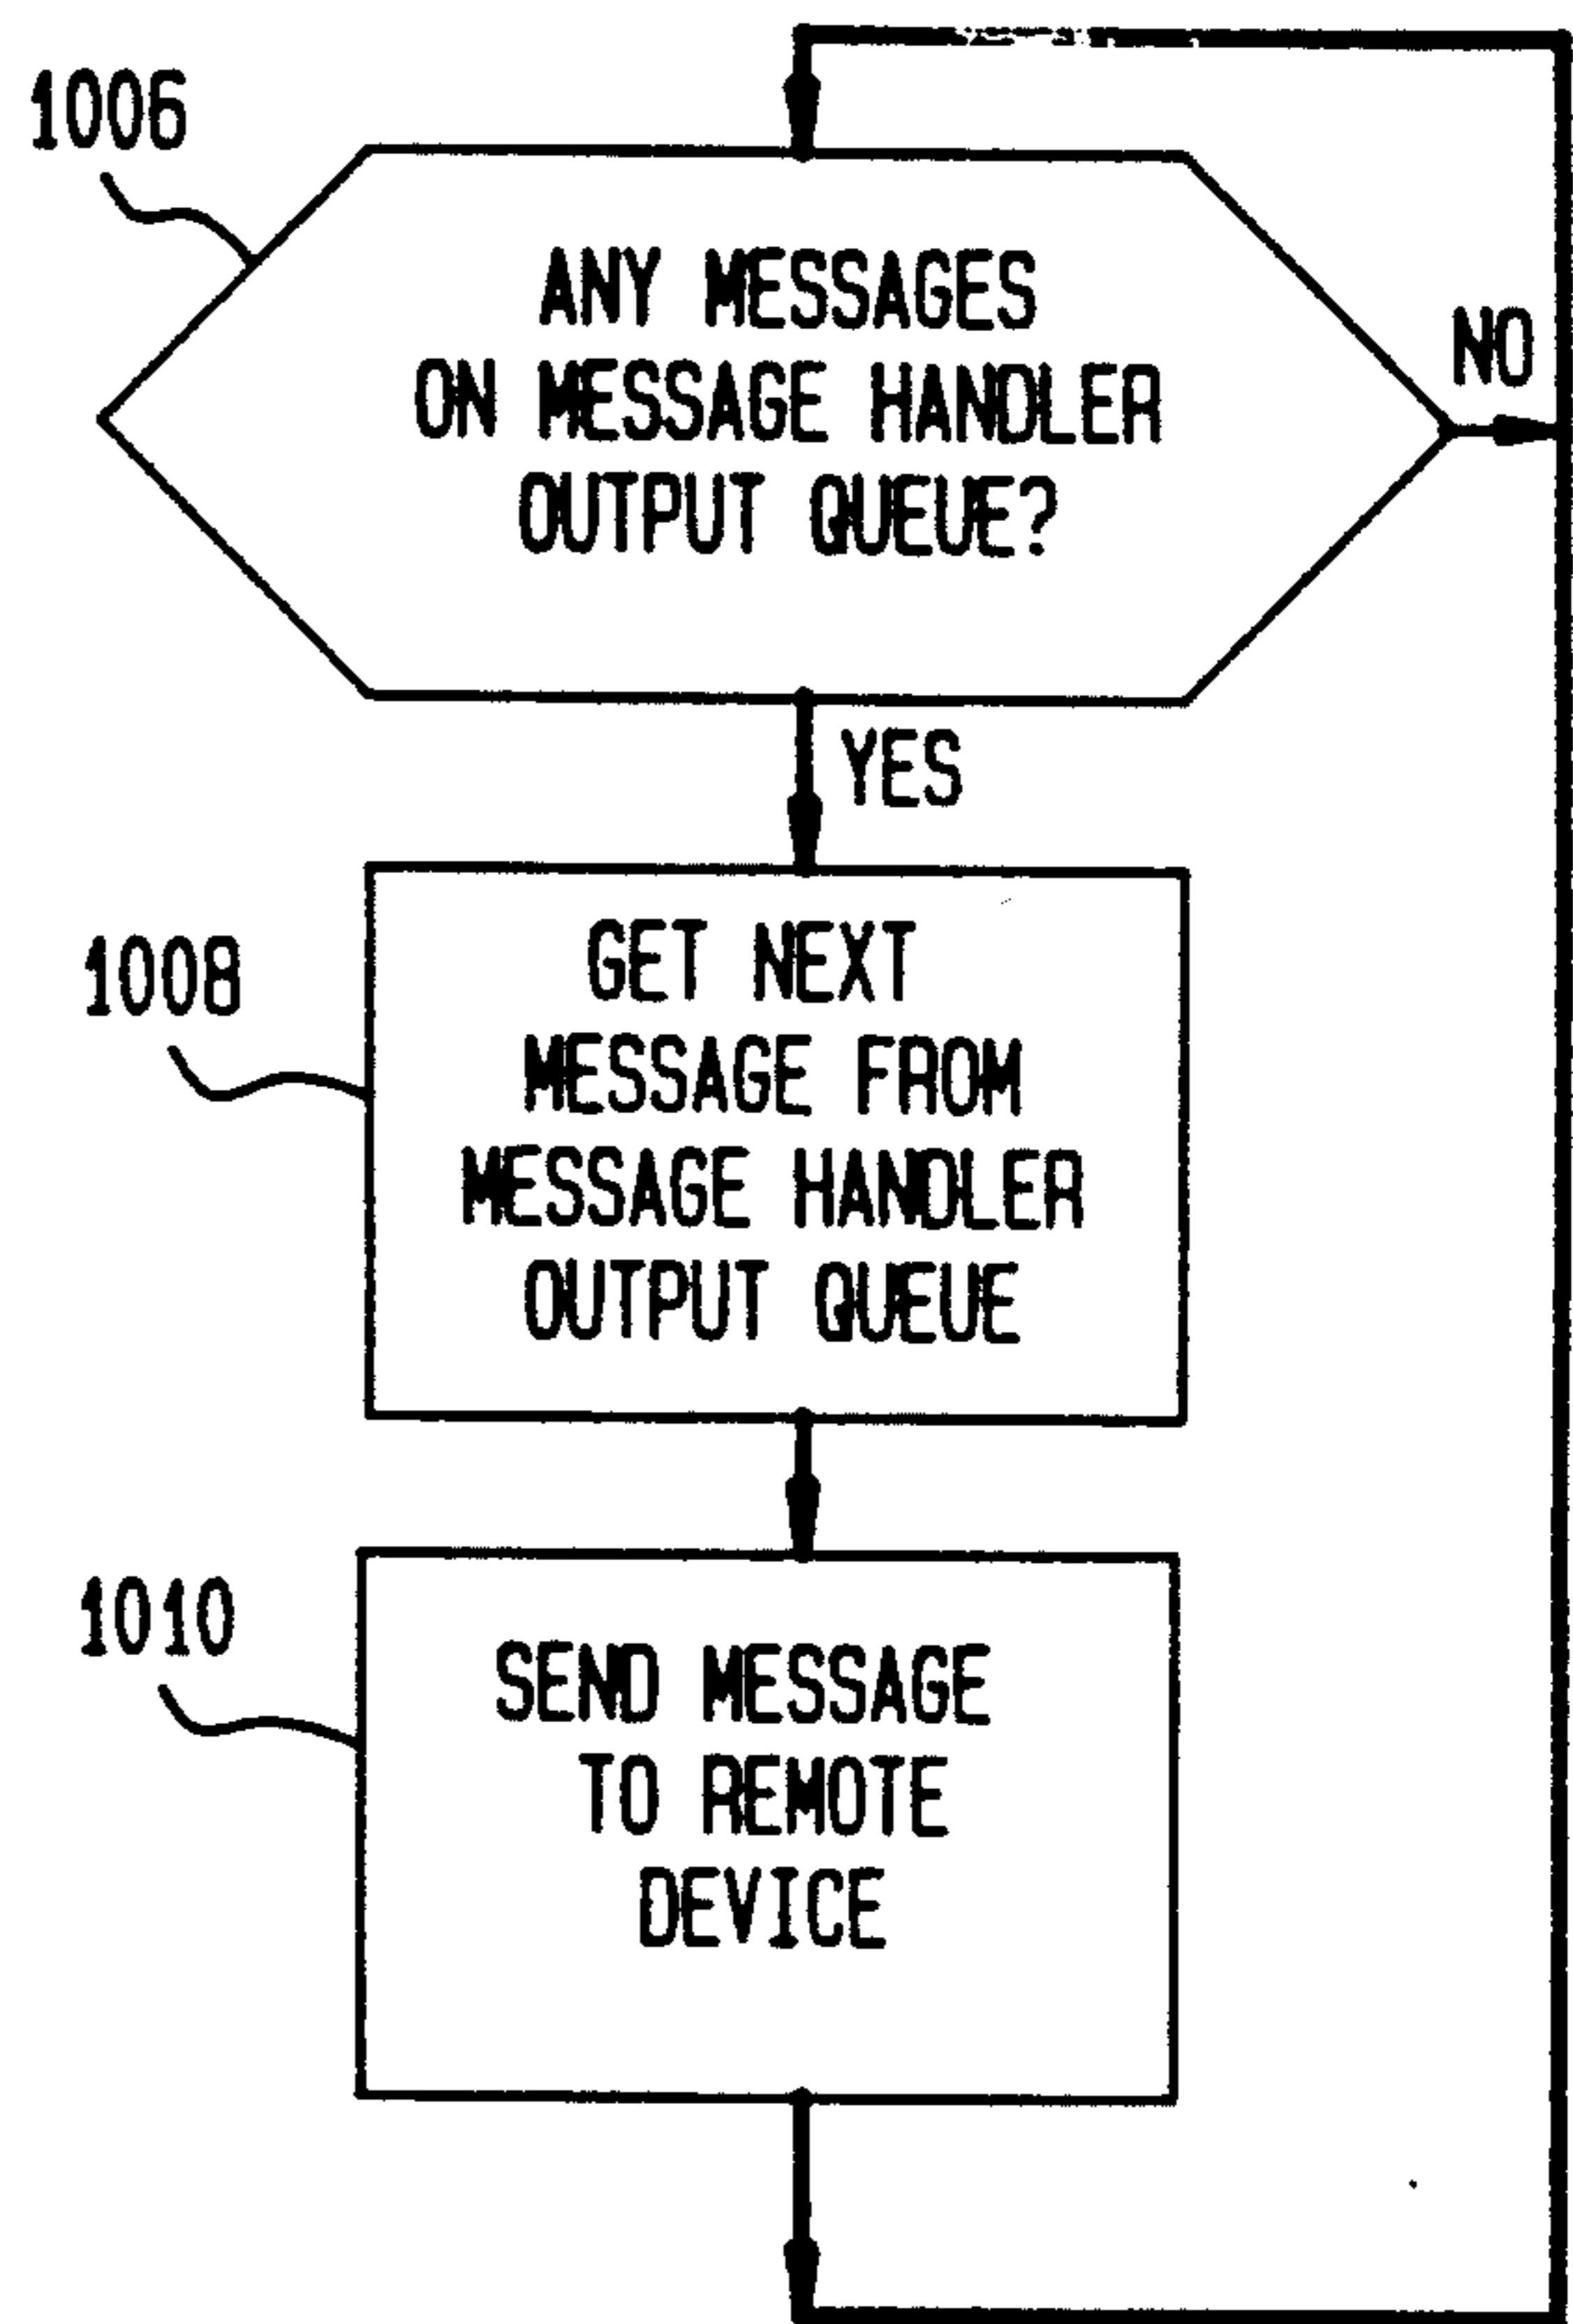 1006
ANY MESSAGES
ON MESSAGE HANDLER
OUTPUT QUEUE?
NO
YES
1008
GET NEXT
MESSAGE FROM
MESSAGE HANDLER
OUTPUT QUEUE
1010
SEND MESSAGE
TO REMOTE
DEVICE